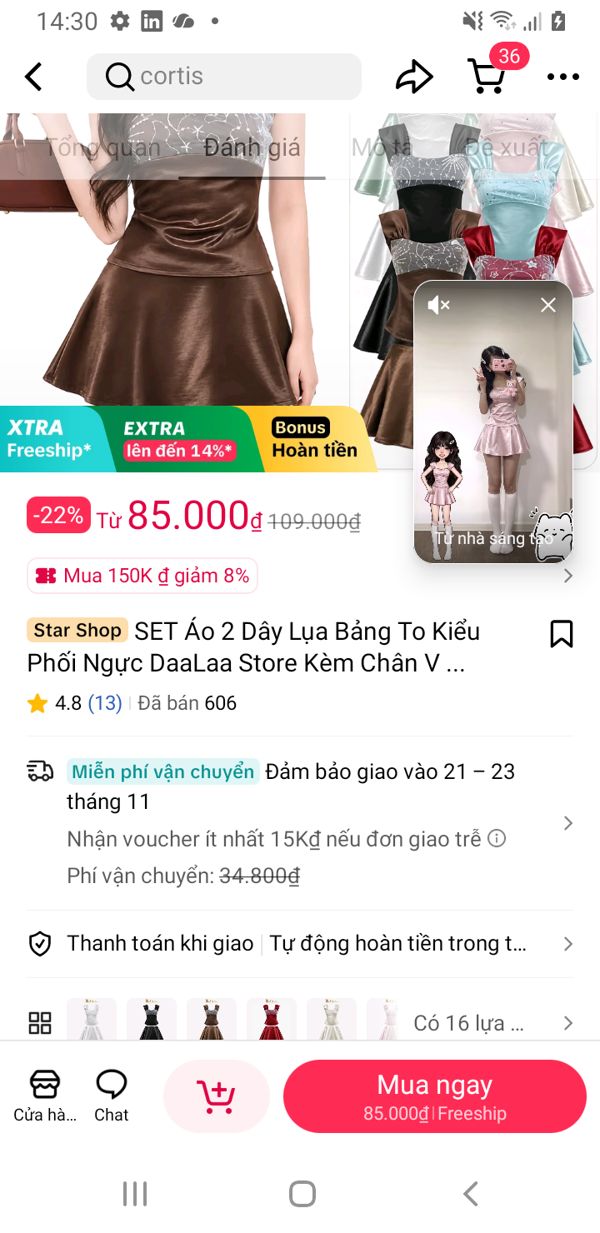 14:30
36
cortis
Tổng quan Đánh giá Mô tả Đề xuất
XTRA
Freeship*
EXTRA
lên đến 14%*
Bonus
Hoàn tiền
Từ nhà sáng tạo
-22% Từ 85.000₫ 109.000₫
Mua 150K ₫ giảm 8%
Star Shop SET Áo 2 Dây Lụa Bảng To Kiểu
Phối Ngực DaaLaa Store Kèm Chân V ...
4.8 (13) Đã bán 606
Miễn phí vận chuyển Đảm bảo giao vào 21 – 23
tháng 11
Nhận voucher ít nhất 15K₫ nếu đơn giao trễ
Phí vận chuyển: 34.800₫
Thanh toán khi giao Tự động hoàn tiền trong t...
Có 16 lựa ...
Cửa hà...
Chat
Mua ngay
85.000₫ Freeship